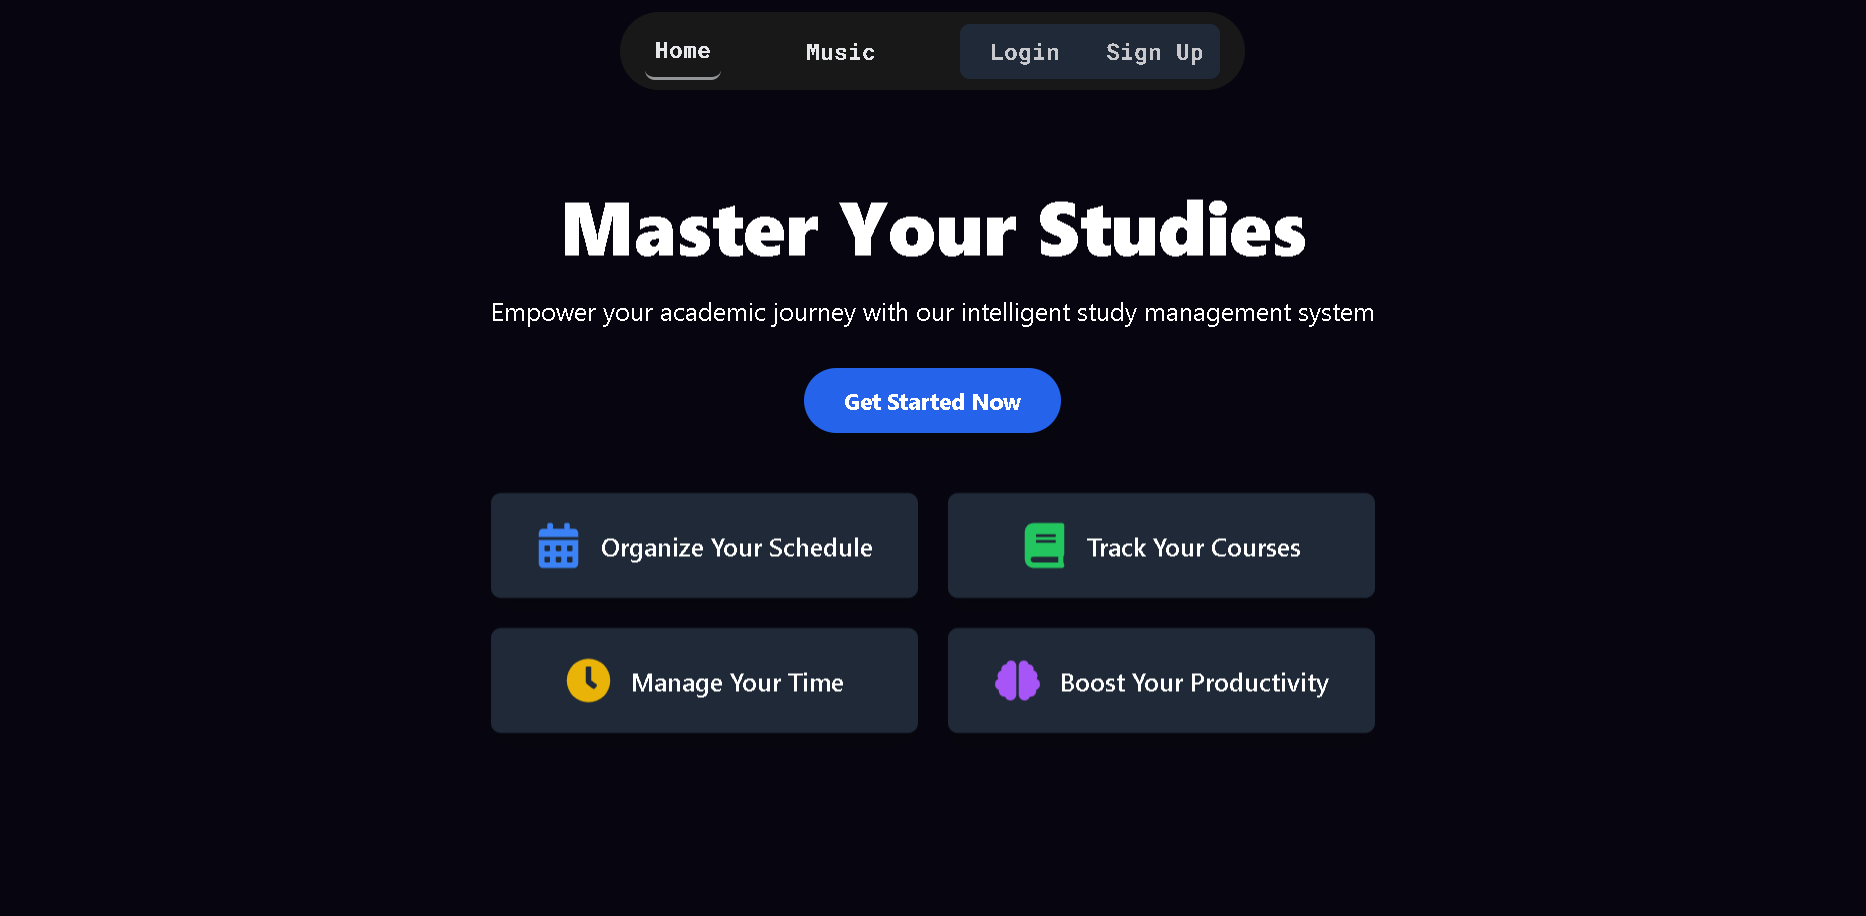 Home Music Login Sign Up
Master Your Studies
Empower your academic journey with our intelligent study management system
Get Started Now
Organize Your Schedule
Track Your Courses
Manage Your Time
Boost Your Productivity